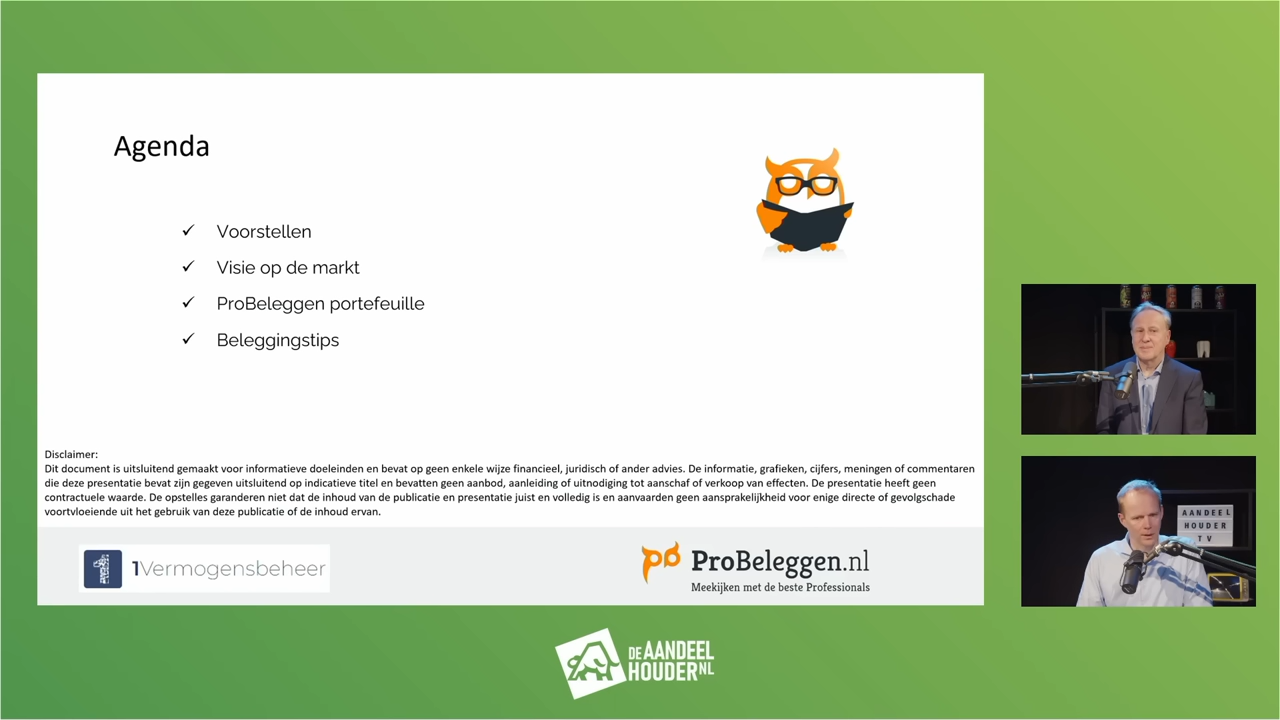 Agenda
✓ Voorstellen
✓ Visie op de markt
✓ ProBeleggen portefeuille
✓ Beleggingstips
Disclaimer:
Dit document is uitsluitend gemaakt voor informatieve doeleinden en bevat op geen enkele wijze financieel, juridisch of ander advies. De informatie, grafieken, cijfers, meningen of commentaren
die deze presentatie bevat zijn gegeven uitsluitend op indicatieve titel en bevatten geen aanbod, aanleiding of uitnodiging tot aanschaf of verkoop van effecten. De presentatie heeft geen
contractuele waarde. De opstelles garanderen niet dat de inhoud van de publicatie en presentatie juist en volledig is en aanvaarden geen aansprakelijkheid voor enige directe of gevolgschade
voortvloeiende uit het gebruik van deze publicatie of de inhoud ervan.
1Vermogensbeheer
ProBeleggen.nl
Meekijken met de beste Professionals
AANDEEL
HOUDER
TV
DE AANDEEL
HOUDER NL